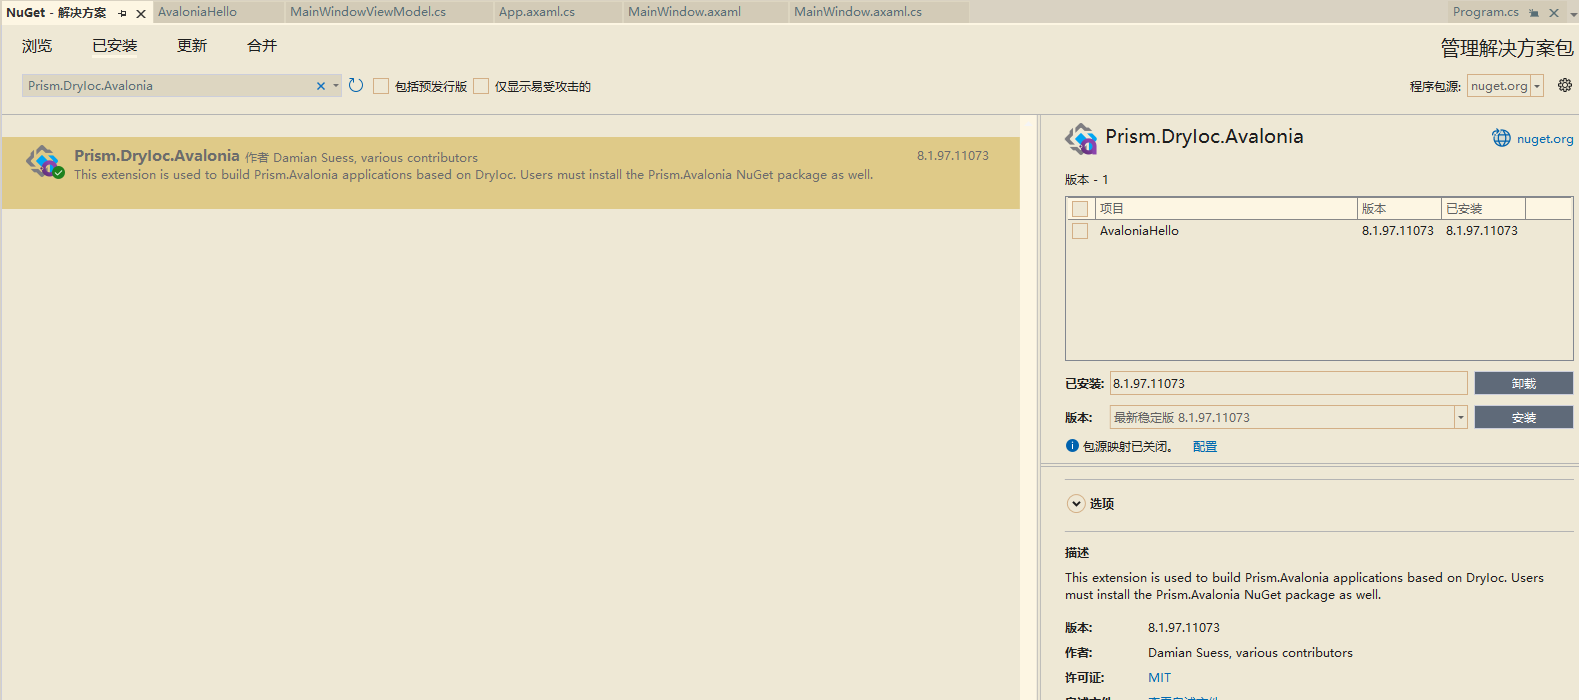 NuGet - 解决方案 AvaloniaHello MainWindowViewModel.cs App.axaml.cs MainWindow.axaml MainWindow.axaml.cs Program.cs
浏览 已安装 更新 合并 管理解决方案包
Prism.DryIoc.Avalonia 包括预发行版 仅显示易受攻击的 程序包源: nuget.org
Prism.DryIoc.Avalonia 作者 Damian Suess, various contributors 8.1.97.11073
This extension is used to build Prism.Avalonia applications based on DryIoc. Users must install the Prism.Avalonia NuGet package as well.
Prism.DryIoc.Avalonia nuget.org
版本 - 1
项目 版本 已安装
AvaloniaHello 8.1.97.11073 8.1.97.11073
已安装: 8.1.97.11073 卸载
版本: 最新稳定版 8.1.97.11073 安装
包源映射已关闭。 配置
选项
描述
This extension is used to build Prism.Avalonia applications based on DryIoc. Users
must install the Prism.Avalonia NuGet package as well.
版本: 8.1.97.11073
作者: Damian Suess, various contributors
许可证: MIT